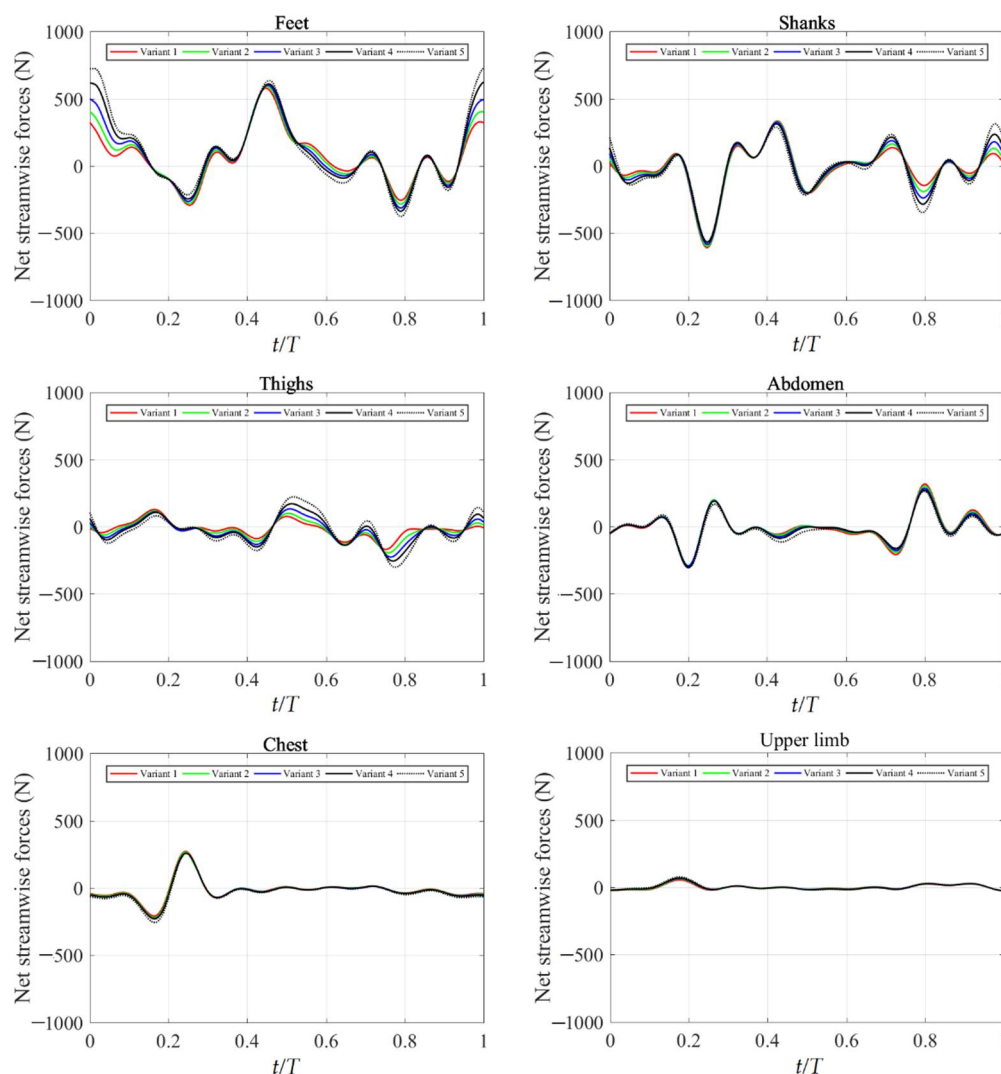 Feet
Net streamwise forces (N)
1000
500
0
−500
−1000
Variant 1 Variant 2 Variant 3 Variant 4 Variant 5
0 0.2 0.4 0.6 0.8 1
t/T
Shanks
Net streamwise forces (N)
1000
500
0
−500
−1000
Variant 1 Variant 2 Variant 3 Variant 4 Variant 5
0 0.2 0.4 0.6 0.8
t/T
Thighs
Net streamwise forces (N)
1000
500
0
−500
−1000
Variant 1 Variant 2 Variant 3 Variant 4 Variant 5
0 0.2 0.4 0.6 0.8 1
t/T
Abdomen
Net streamwise forces (N)
1000
500
0
−500
−1000
Variant 1 Variant 2 Variant 3 Variant 4 Variant 5
0 0.2 0.4 0.6 0.8
t/T
Chest
Net streamwise forces (N)
1000
500
0
−500
−1000
Variant 1 Variant 2 Variant 3 Variant 4 Variant 5
0 0.2 0.4 0.6 0.8 1
t/T
Upper limb
Net streamwise forces (N)
1000
500
0
−500
−1000
Variant 1 Variant 2 Variant 3 Variant 4 Variant 5
0 0.2 0.4 0.6 0.8
t/T